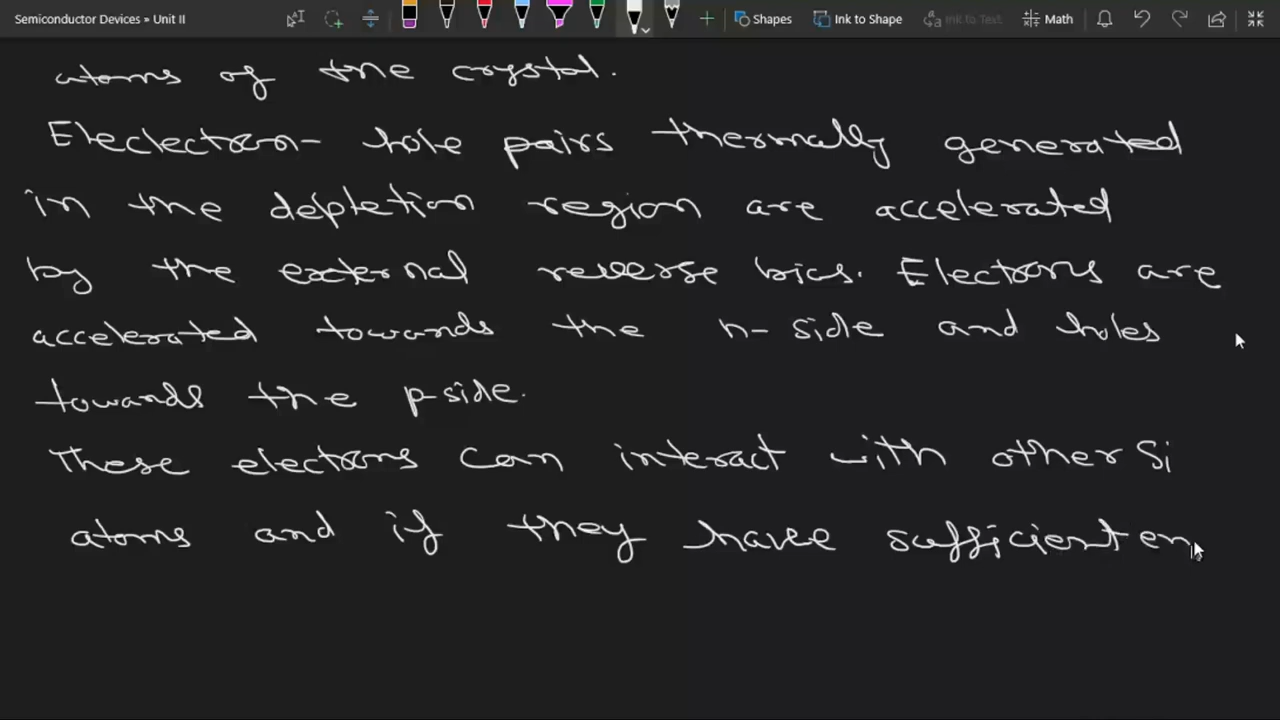 Semiconductor Devices » Unit II
Shapes
Ink to Shape
Ink to Text
Math
atoms of the crystal.
Eleclectron- hole pairs thermally generated
in the depletion region are accelerated
by the external reverse bias. Electrons are
accelerated towards the n- side and holes
towards the p-side.
These electrons can interact with other Si
atoms and if they have sufficient en